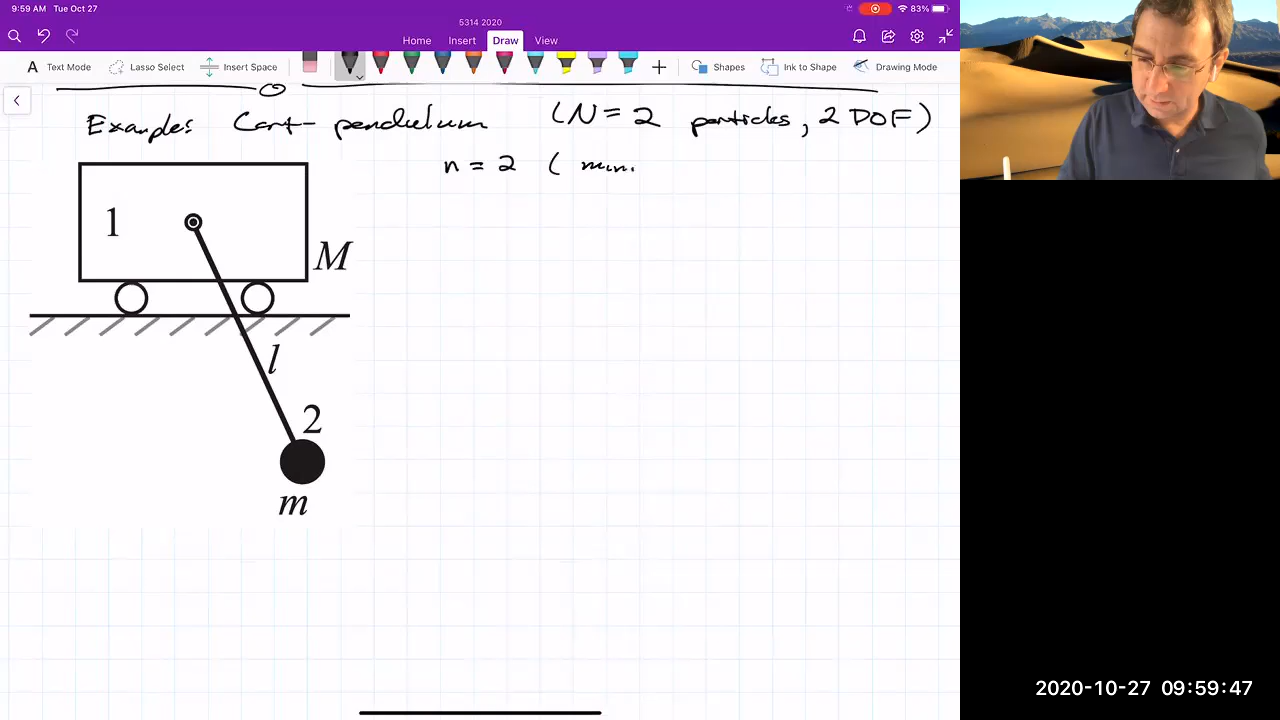 9:59 AM Tue Oct 27
83%
5314 2020
Home Insert Draw View
Text Mode Lasso Select Insert Space Shapes Ink to Shape Drawing Mode
Example: Cart-pendulum (N = 2 particles, 2 DOF)
n = 2 ( min.
1
M
l
2
m
2020-10-27 09:59:47